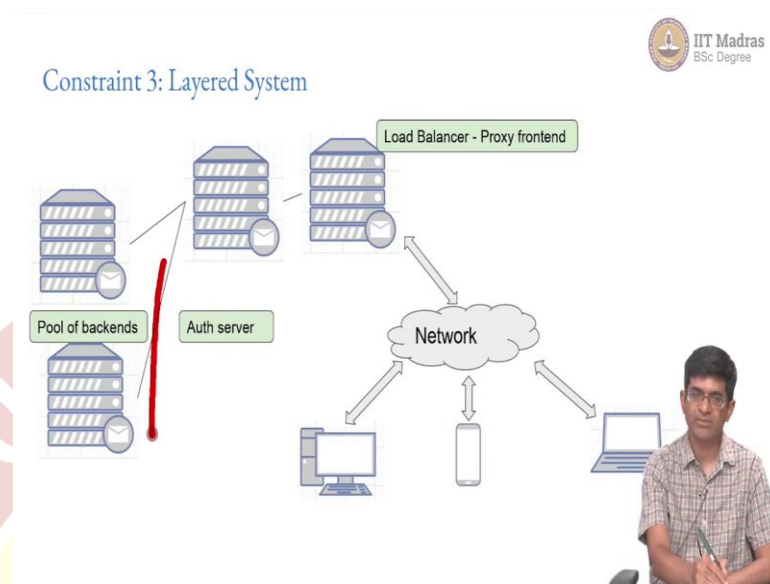 IIT Madras
BSc Degree
Constraint 3: Layered System
Load Balancer - Proxy frontend
Pool of backends
Auth server
Network